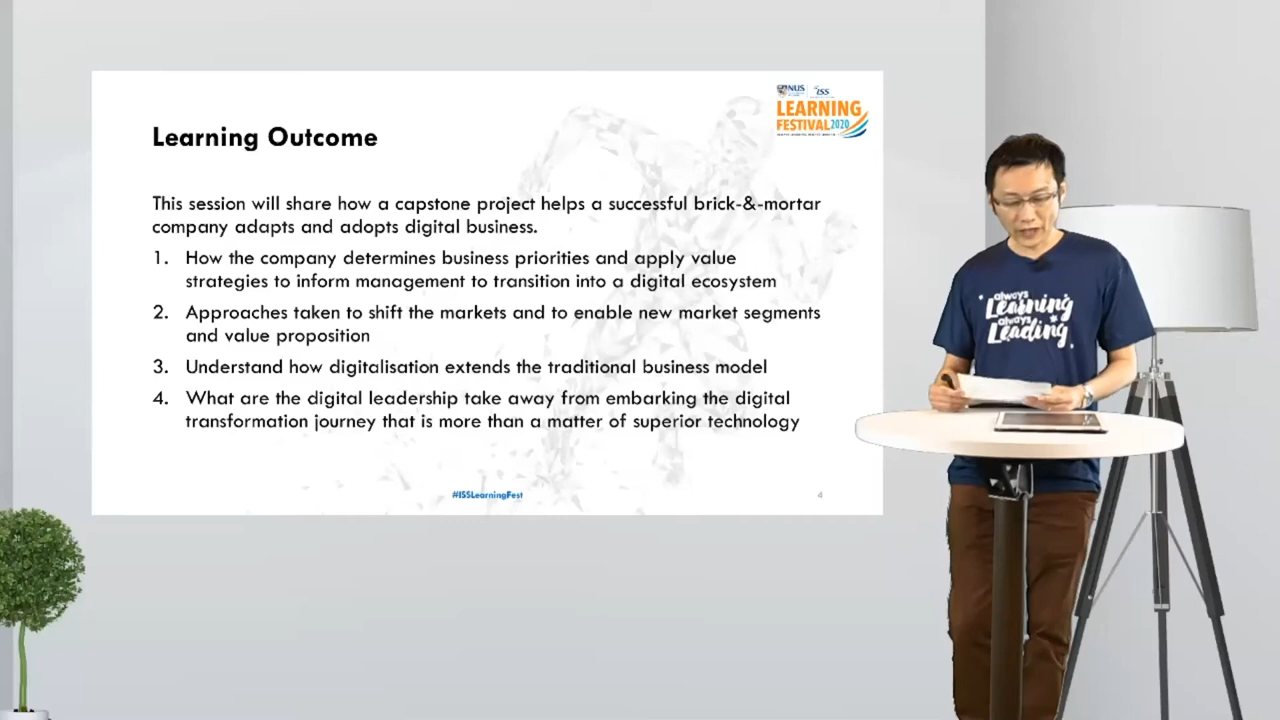 NUS
ISS
LEARNING
FESTIVAL 2020
Learning Outcome
This session will share how a capstone project helps a successful brick-&-mortar
company adapts and adopts digital business.
1. How the company determines business priorities and apply value
strategies to inform management to transition into a digital ecosystem
2. Approaches taken to shift the markets and to enable new market segments
and value proposition
3. Understand how digitalisation extends the traditional business model
4. What are the digital leadership take away from embarking the digital
transformation journey that is more than a matter of superior technology
#ISSLearningFest
4
always
Learning
always
Leading